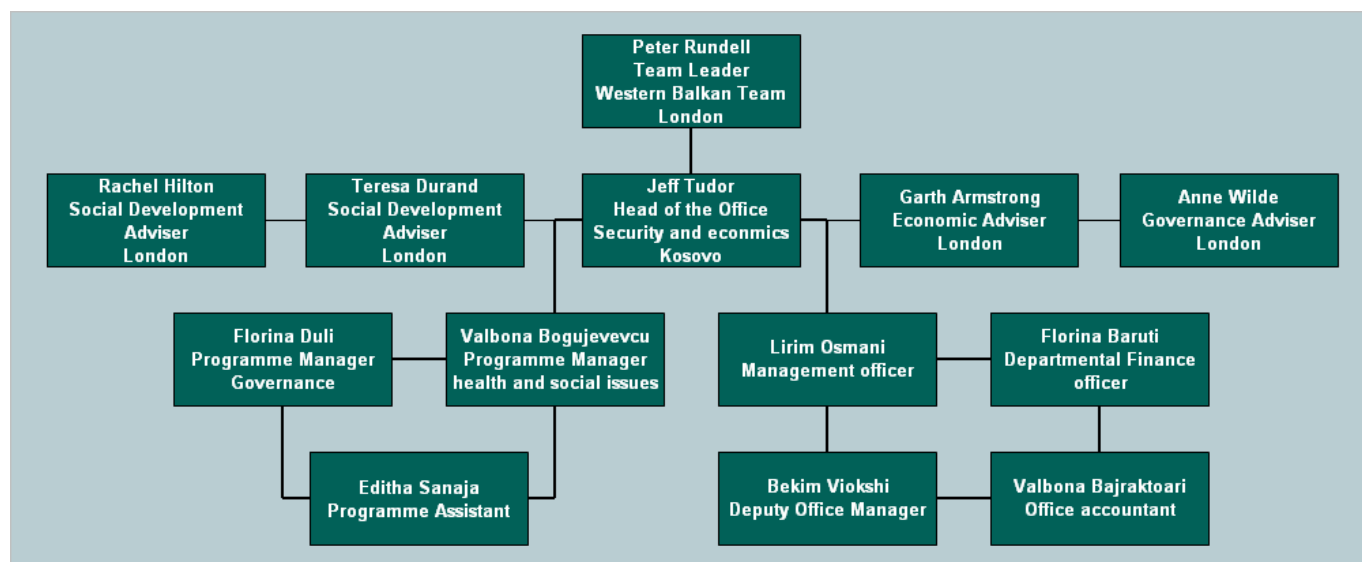 Peter Rundell
Team Leader
Western Balkan Team
London
Rachel Hilton
Social Development
Adviser
London
Teresa Durand
Social Development
Adviser
London
Jeff Tudor
Head of the Office
Security and econmics
Kosovo
Garth Armstrong
Economic Adviser
London
Anne Wilde
Governance Adviser
London
Florina Duli
Programme Manager
Governance
Valbona Bogujevevcu
Programme Manager
health and social issues
Lirim Osmani
Management officer
Florina Baruti
Departmental Finance
officer
Editha Sanaja
Programme Assistant
Bekim Viokshi
Deputy Office Manager
Valbona Bajraktoari
Office accountant